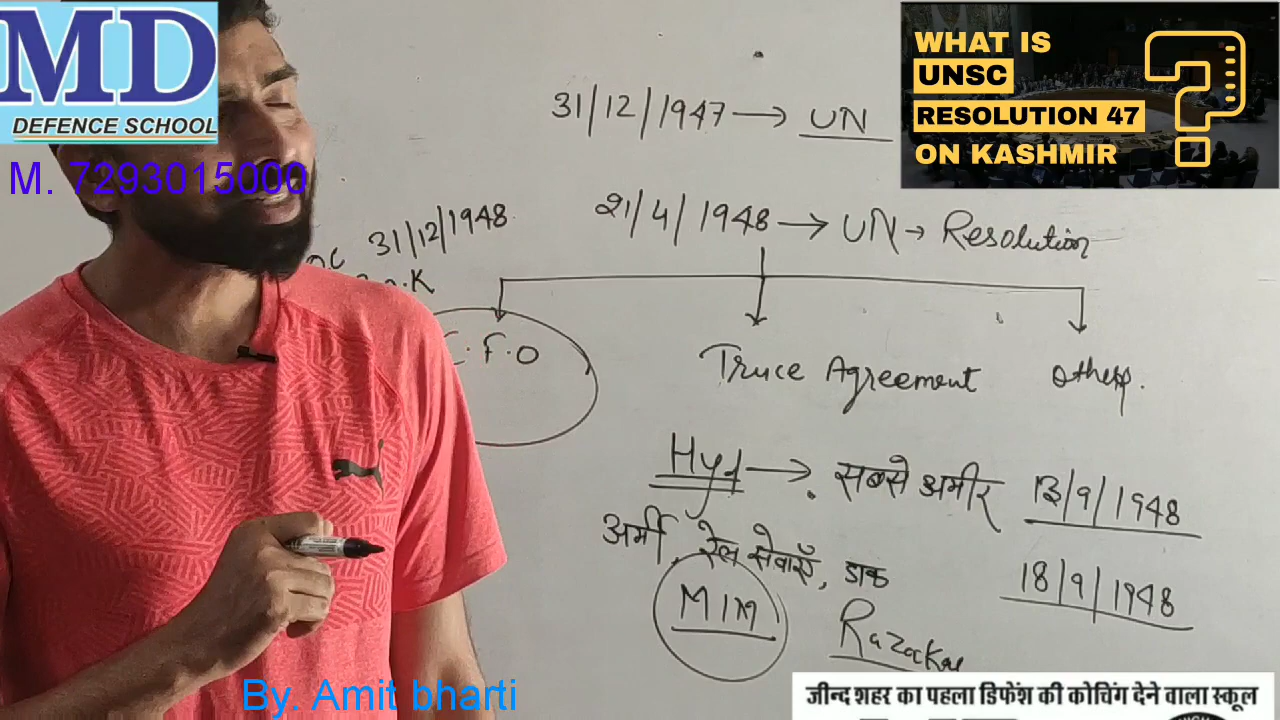 MD
DEFENCE SCHOOL
M. 7293015000
WHAT IS
UNSC
RESOLUTION 47
ON KASHMIR
?
31/12/1947 → UN
21/4/1948 → UN → Resolution
31/12/1948
C.F.O
Truce Agreement
Hyd → सबसे अमीर 13/9/1948
अर्मी, रेल सेवाएँ, डाक
18/9/1948
MIM
Razakar
By. Amit bharti
जीन्द शहर का पहला डिफेंश की कोचिंग देने वाला स्कूल